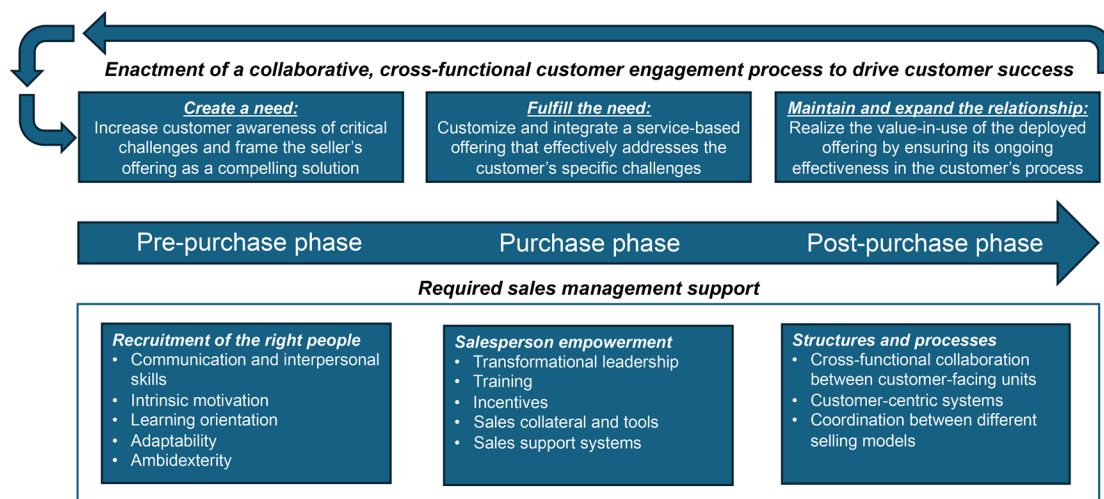 Enactment of a collaborative, cross-functional customer engagement process to drive customer success
Create a need:
Increase customer awareness of critical
challenges and frame the seller’s
offering as a compelling solution
Fulfill the need:
Customize and integrate a service-based
offering that effectively addresses the
customer’s specific challenges
Maintain and expand the relationship:
Realize the value-in-use of the deployed
offering by ensuring its ongoing
effectiveness in the customer’s process
Pre-purchase phase
Purchase phase
Post-purchase phase
Required sales management support
Recruitment of the right people
• Communication and interpersonal
skills
• Intrinsic motivation
• Learning orientation
• Adaptability
• Ambidexterity
Salesperson empowerment
• Transformational leadership
• Training
• Incentives
• Sales collateral and tools
• Sales support systems
Structures and processes
• Cross-functional collaboration
between customer-facing units
• Customer-centric systems
• Coordination between different
selling models